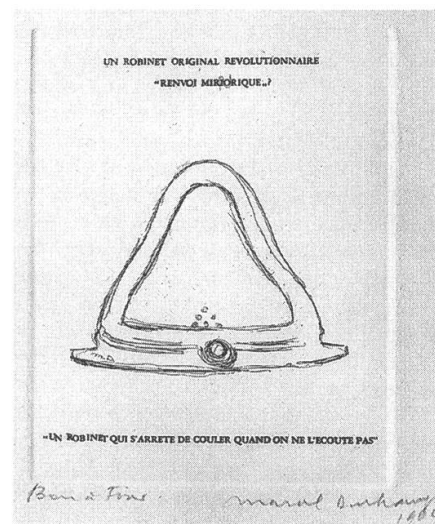 UN ROBINET ORIGINAL REVOLUTIONNAIRE
"RENVOI MIROIRIQUE„?
M.D
"UN ROBINET QUI S'ARRETE DE COULER QUAND ON NE L'ECOUTE PAS"
Bon à Tirer. Marcel Duchamp